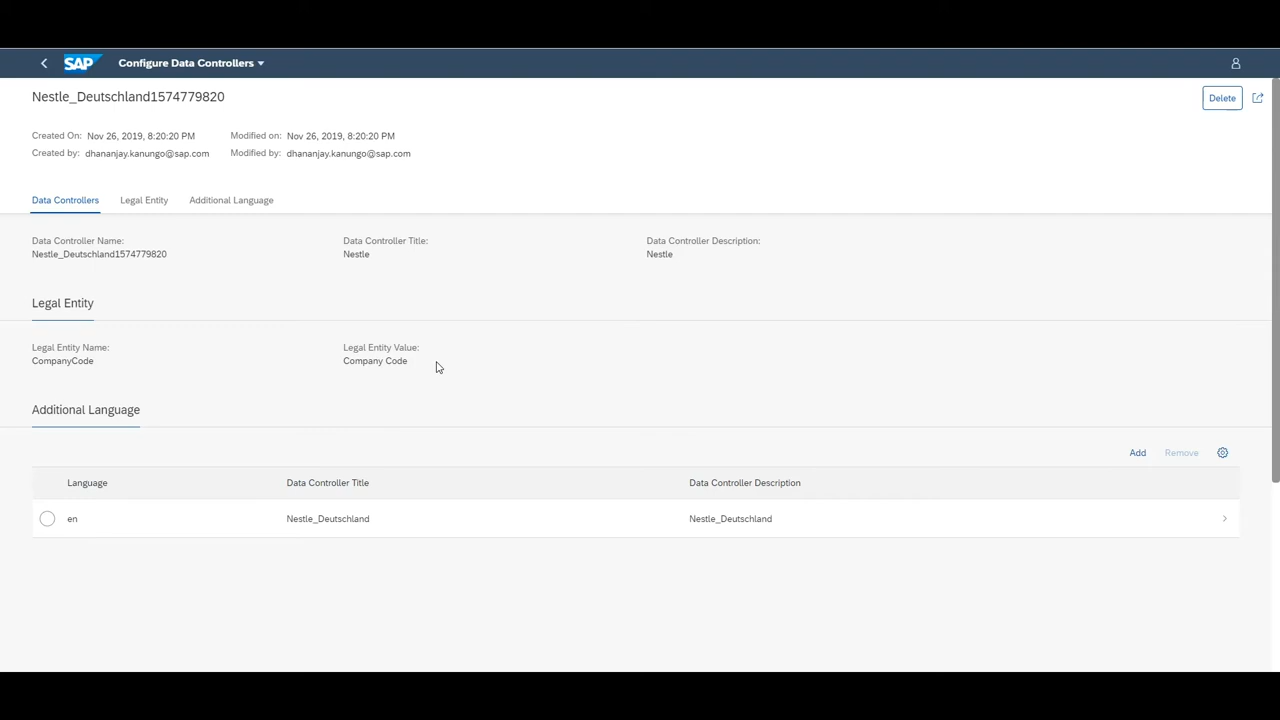 SAP Configure Data Controllers
Nestle_Deutschland1574779820
Delete
Created On: Nov 26, 2019, 8:20:20 PM Modified on: Nov 26, 2019, 8:20:20 PM
Created by: dhananjay.kanungo@sap.com Modified by: dhananjay.kanungo@sap.com
Data Controllers Legal Entity Additional Language
Data Controller Name: Data Controller Title: Data Controller Description:
Nestle_Deutschland1574779820 Nestle Nestle
Legal Entity
Legal Entity Name: Legal Entity Value:
CompanyCode Company Code
Additional Language
Add Remove
Language Data Controller Title Data Controller Description
en Nestle_Deutschland Nestle_Deutschland